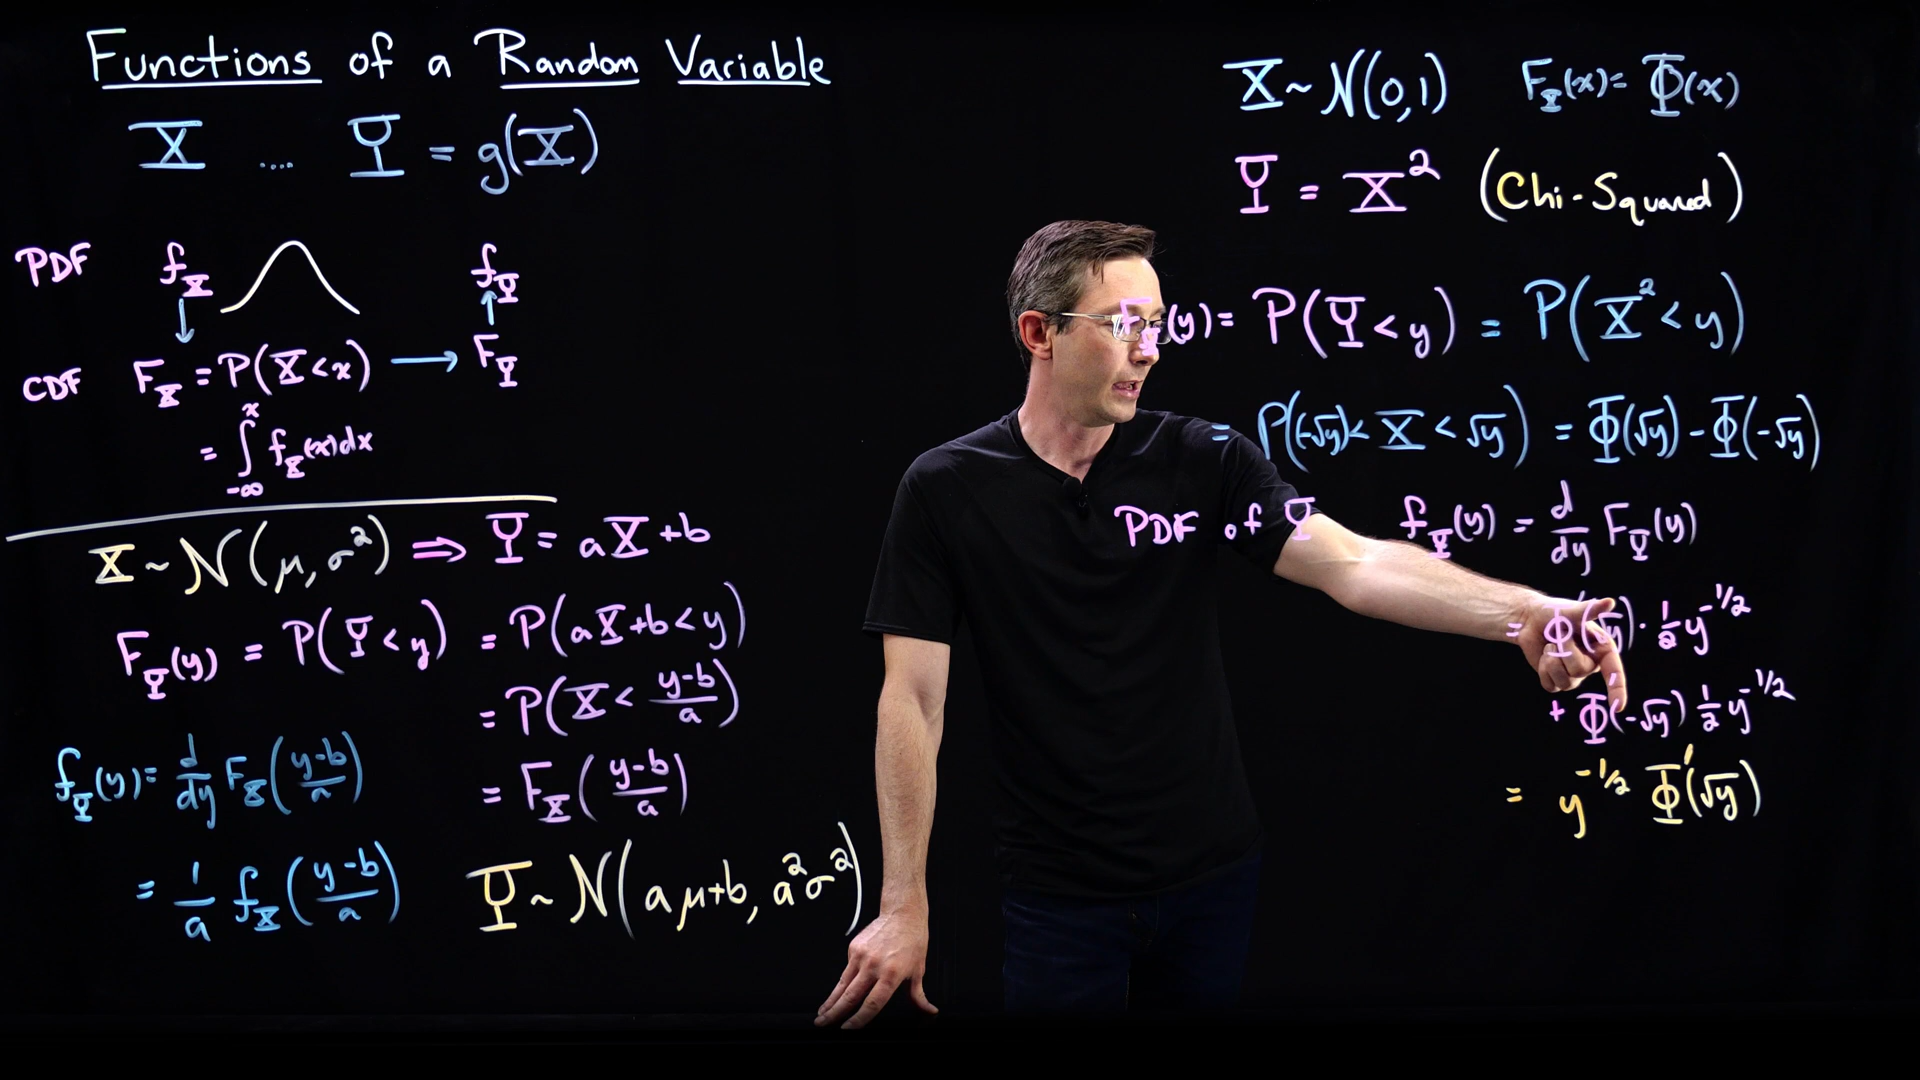 Functions of a Random Variable
X .... Y = g(X)
PDF f_X f_Y
CDF F_X = P(X < x) → F_Y
= ∫_{-∞}^{x} f_X(x)dx
X ~ N(μ, σ²) ⇒ Y = aX + b
F_Y(y) = P(Y < y) = P(aX+b < y)
= P(X < (y-b)/a)
= F_X((y-b)/a)
f_Y(y) = d/dy F_X((y-b)/a)
= 1/a f_X((y-b)/a)
Y ~ N(aμ+b, a²σ²)
X ~ N(0,1) F_X(x) = Φ(x)
Y = X² (Chi-Squared)
F_Y(y) = P(Y < y) = P(X² < y)
= P(-√y < X < √y) = Φ(√y) - Φ(-√y)
PDF of Y f_Y(y) = d/dy F_Y(y)
= Φ'(√y) · ½ y^{-1/2}
+ Φ'(-√y) ½ y^{-1/2}
= y^{-1/2} Φ'(√y)